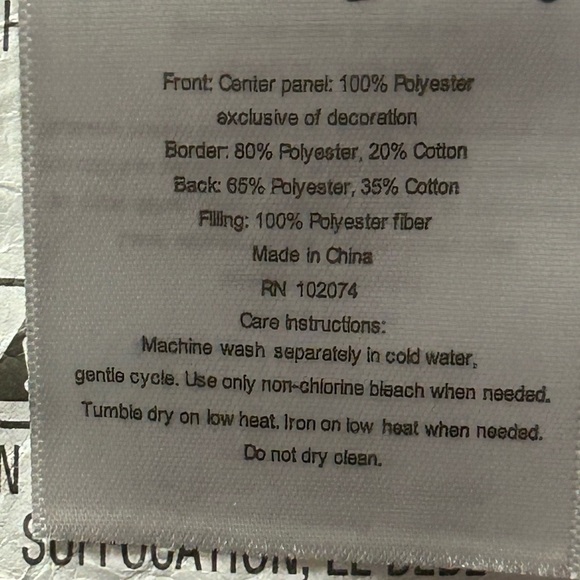 Front: Center panel: 100% Polyester
exclusive of decoration
Border: 80% Polyester, 20% Cotton
Back: 65% Polyester, 35% Cotton
Filling: 100% Polyester fiber
Made in China
RN 102074
Care Instructions:
Machine wash separately in cold water,
gentle cycle. Use only non-chlorine bleach when needed.
Tumble dry on low heat. Iron on low heat when needed.
Do not dry clean.